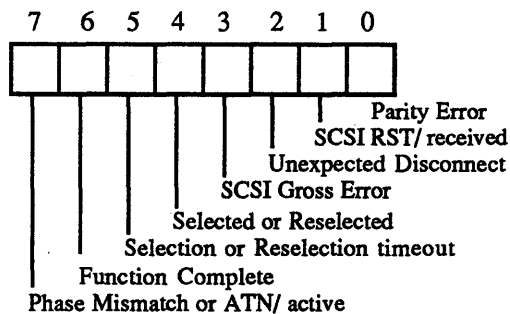 7 6 5 4 3 2 1 0
Parity Error
SCSI RST/ received
Unexpected Disconnect
SCSI Gross Error
Selected or Reselected
Selection or Reselection timeout
Function Complete
Phase Mismatch or ATN/ active